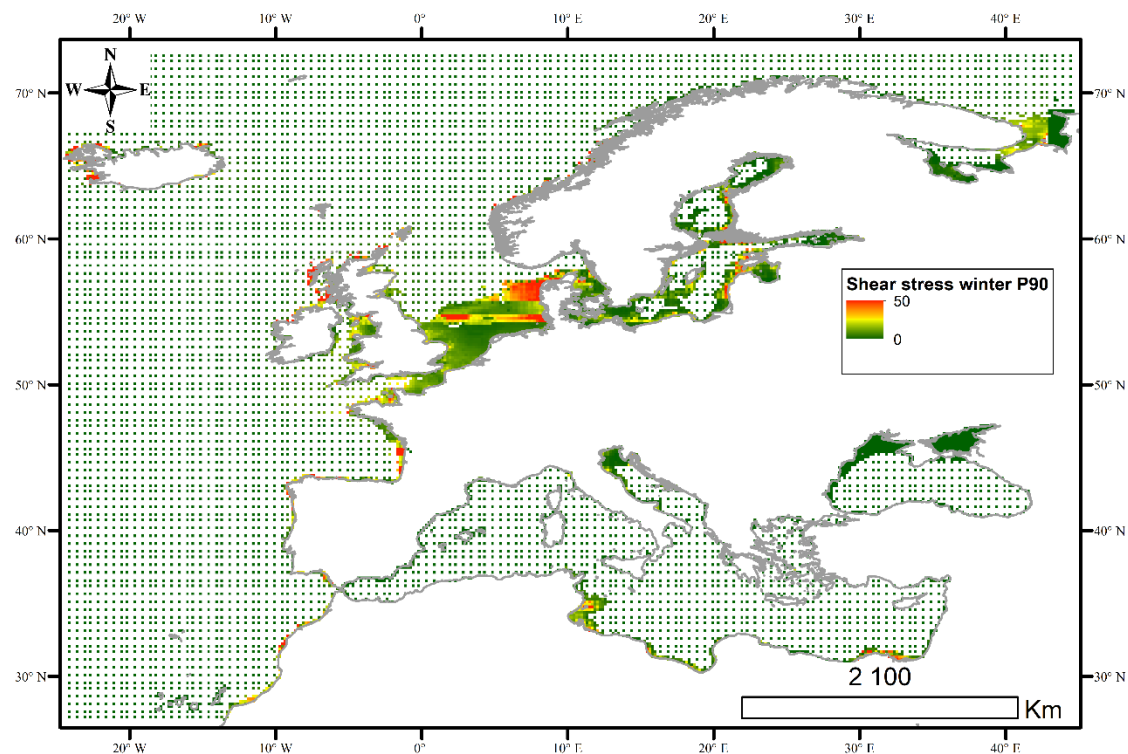 20° W 10° W 0° 10° E 20° E 30° E 40° E
N
W E
S
70° N 70° N
60° N 60° N
Shear stress winter P90
50
0
50° N 50° N
40° N 40° N
30° N 30° N
2 100
Km
20° W 10° W 0° 10° E 20° E 30° E 40° E